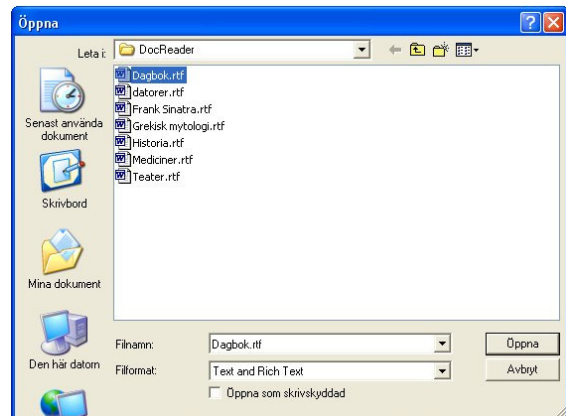 Öppna
Leta i:
DocReader
Dagbok.rtf
datorer.rtf
Frank Sinatra.rtf
Grekisk mytologi.rtf
Historia.rtf
Mediciner.rtf
Teater.rtf
Senast använda
dokument
Skrivbord
Mina dokument
Den här datorn
Filnamn:
Dagbok.rtf
Öppna
Filformat:
Text and Rich Text
Avbryt
Öppna som skrivskyddad